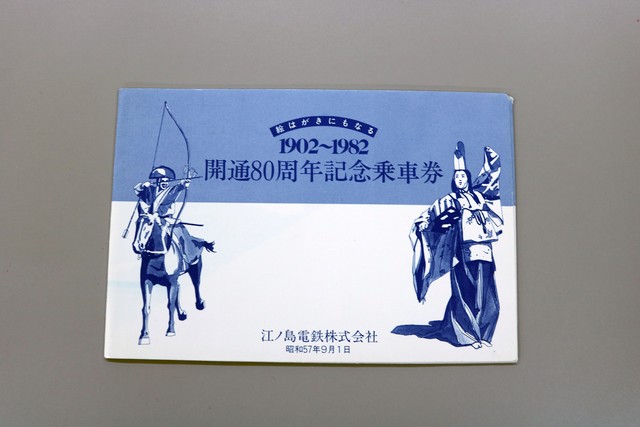 絵はがきにもなる
1902〜1982
開通80周年記念乗車券
江ノ島電鉄株式会社
昭和57年9月1日